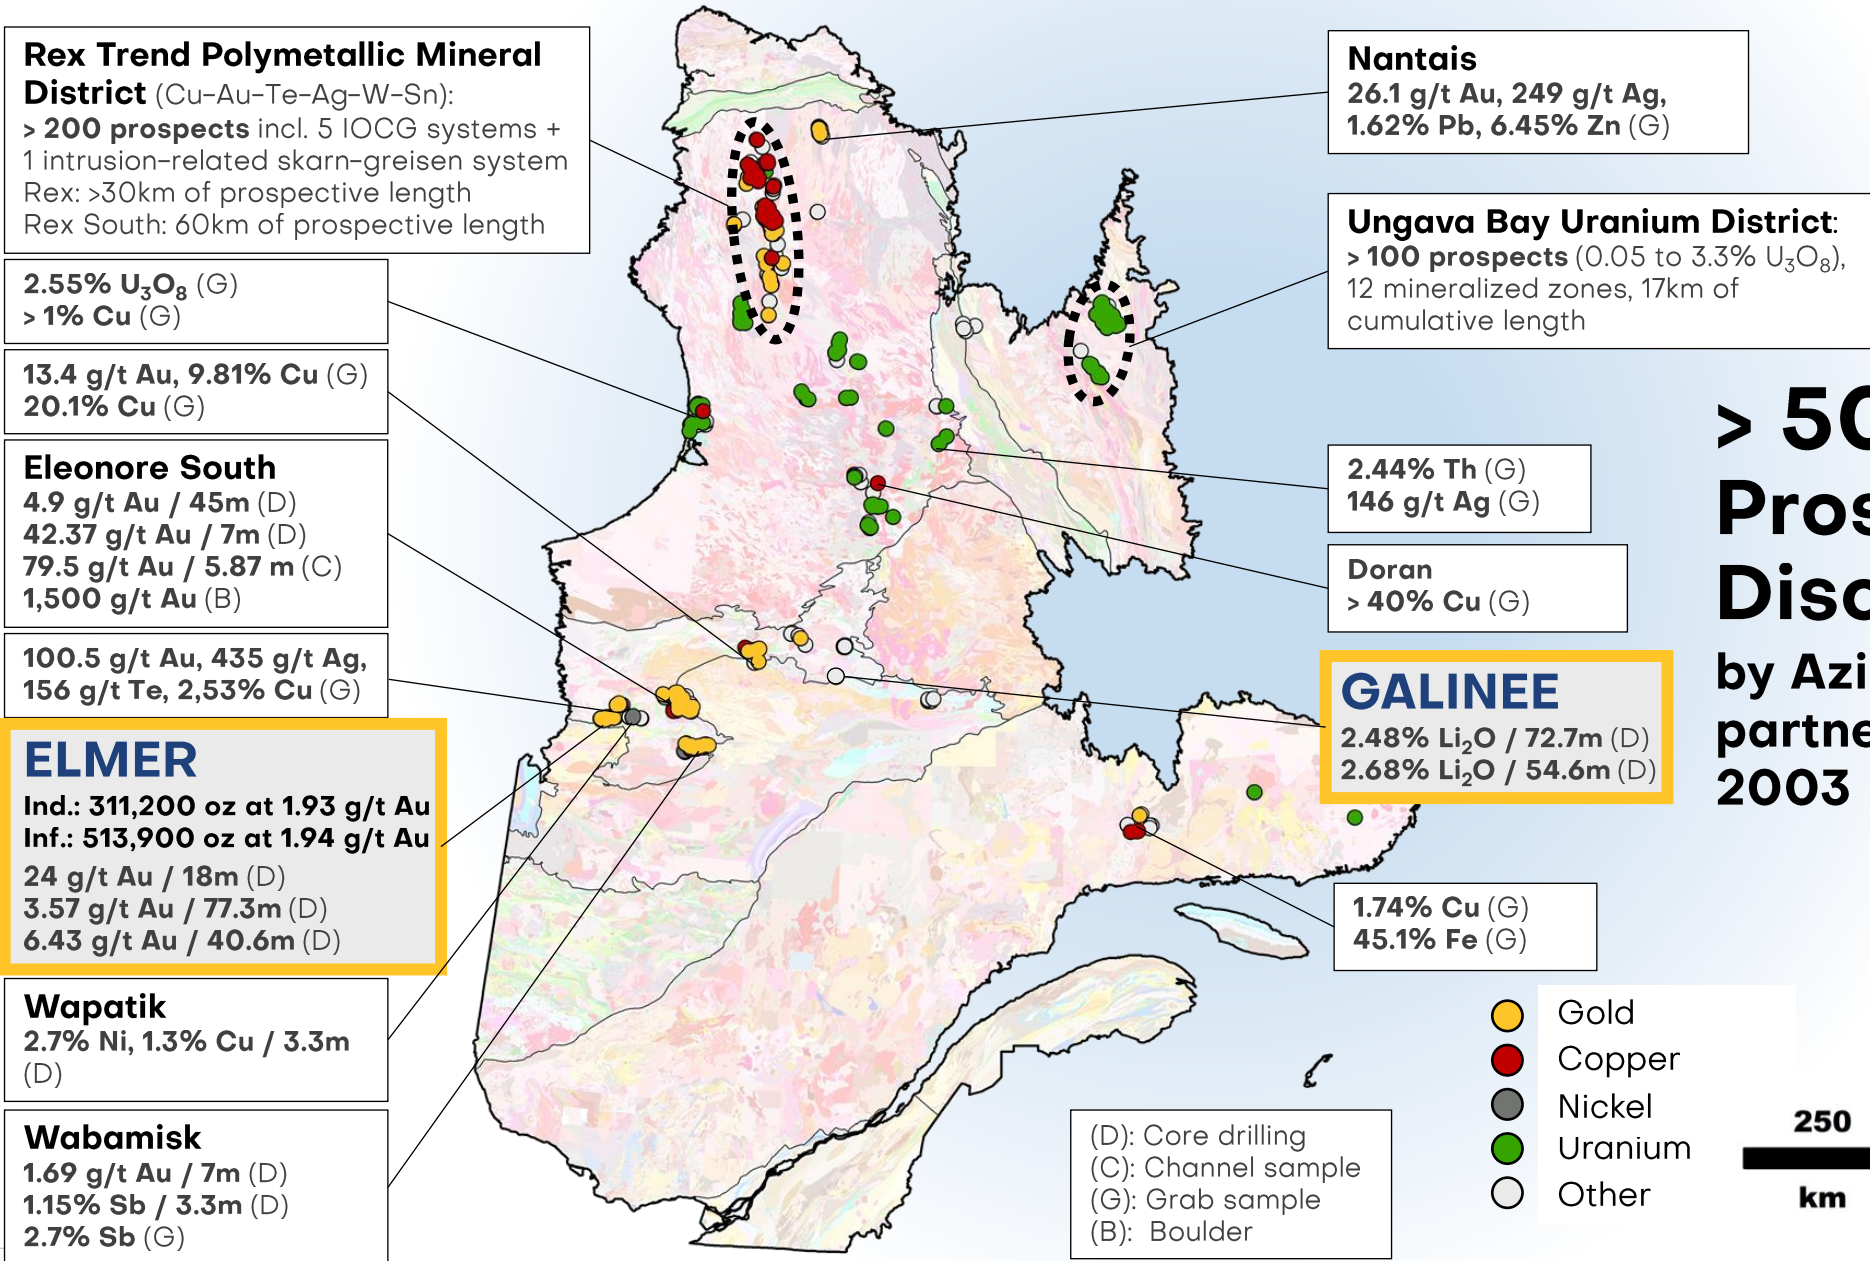 Rex Trend Polymetallic Mineral
District (Cu-Au-Te-Ag-W-Sn):
> 200 prospects incl. 5 IOCG systems +
1 intrusion-related skarn-greisen system
Rex: >30km of prospective length
Rex South: 60km of prospective length
2.55% U₃O₈ (G)
> 1% Cu (G)
13.4 g/t Au, 9.81% Cu (G)
20.1% Cu (G)
Eleonore South
4.9 g/t Au / 45m (D)
42.37 g/t Au / 7m (D)
79.5 g/t Au / 5.87 m (C)
1,500 g/t Au (B)
100.5 g/t Au, 435 g/t Ag,
156 g/t Te, 2,53% Cu (G)
ELMER
Ind.: 311,200 oz at 1.93 g/t Au
Inf.: 513,900 oz at 1.94 g/t Au
24 g/t Au / 18m (D)
3.57 g/t Au / 77.3m (D)
6.43 g/t Au / 40.6m (D)
Wapatik
2.7% Ni, 1.3% Cu / 3.3m
(D)
Wabamisk
1.69 g/t Au / 7m (D)
1.15% Sb / 3.3m (D)
2.7% Sb (G)
Nantais
26.1 g/t Au, 249 g/t Ag,
1.62% Pb, 6.45% Zn (G)
Ungava Bay Uranium District:
> 100 prospects (0.05 to 3.3% U₃O₈),
12 mineralized zones, 17km of
cumulative length
2.44% Th (G)
146 g/t Ag (G)
Doran
> 40% Cu (G)
GALINEE
2.48% Li₂O / 72.7m (D)
2.68% Li₂O / 54.6m (D)
1.74% Cu (G)
45.1% Fe (G)
> 50
Pros
Disc
by Azi
partne
2003
Gold
Copper
Nickel
Uranium
Other
250
km
(D): Core drilling
(C): Channel sample
(G): Grab sample
(B): Boulder